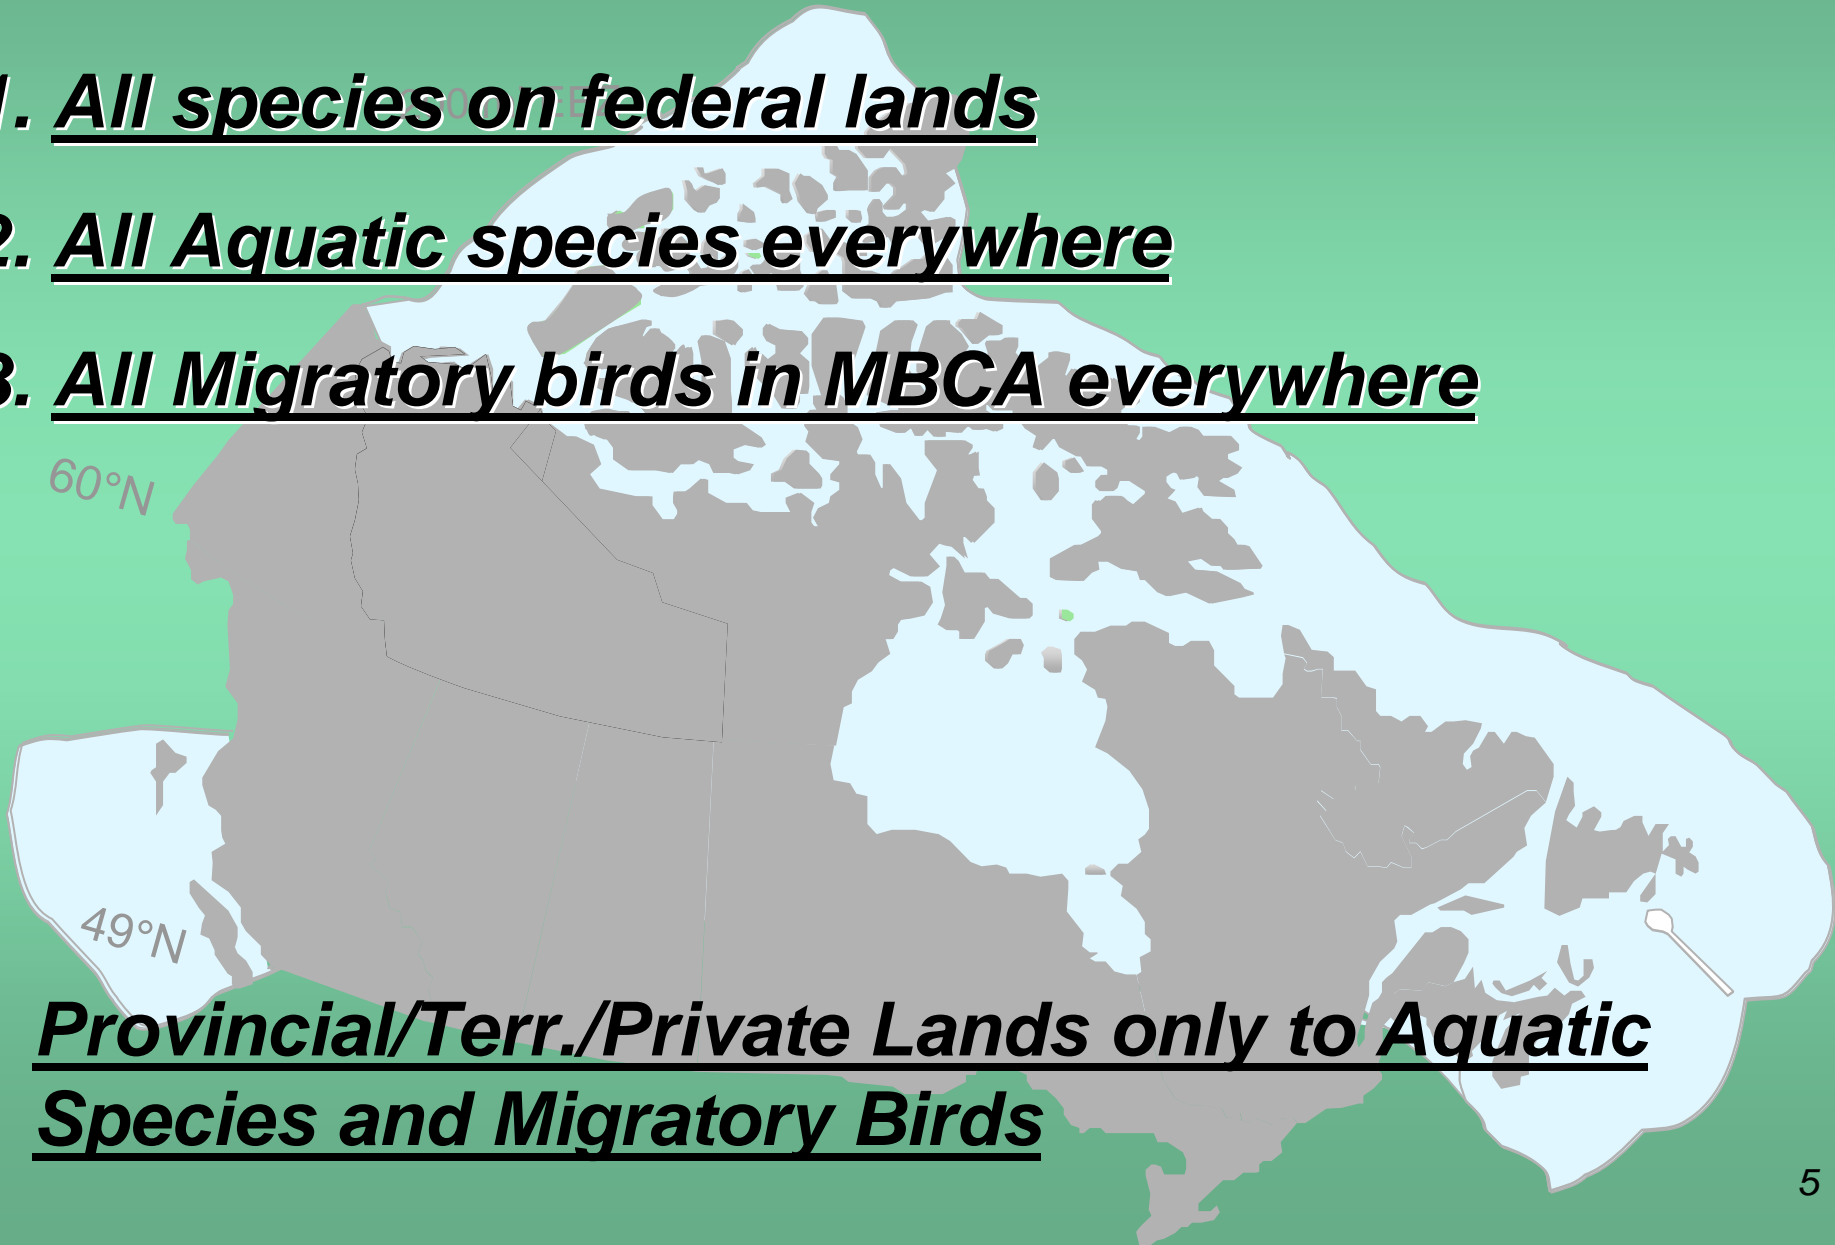 1. All species on federal lands
2. All Aquatic species everywhere
3. All Migratory birds in MBCA everywhere
60°N
49°N
Provincial/Terr./Private Lands only to Aquatic
Species and Migratory Birds
5